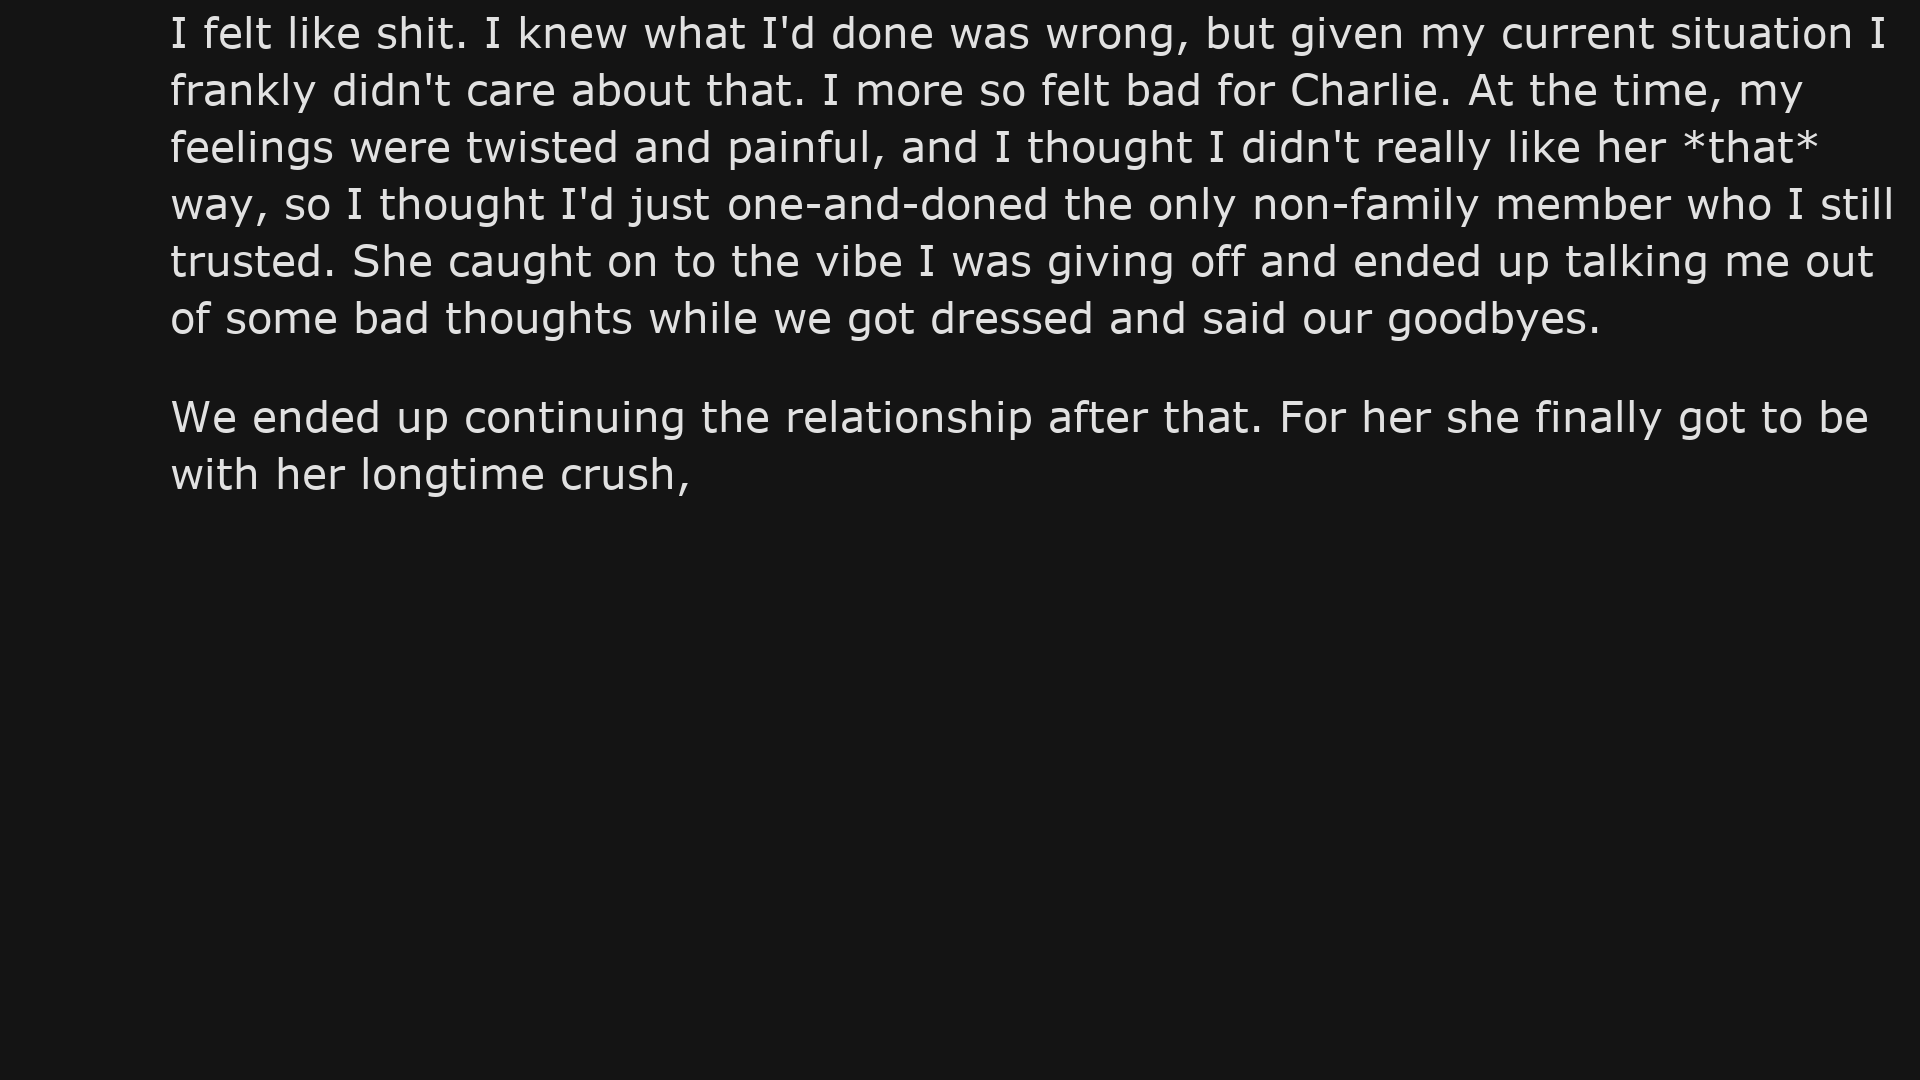 I felt like shit. I knew what I'd done was wrong, but given my current situation I
frankly didn't care about that. I more so felt bad for Charlie. At the time, my
feelings were twisted and painful, and I thought I didn't really like her *that*
way, so I thought I'd just one-and-doned the only non-family member who I still
trusted. She caught on to the vibe I was giving off and ended up talking me out
of some bad thoughts while we got dressed and said our goodbyes.
We ended up continuing the relationship after that. For her she finally got to be
with her longtime crush,